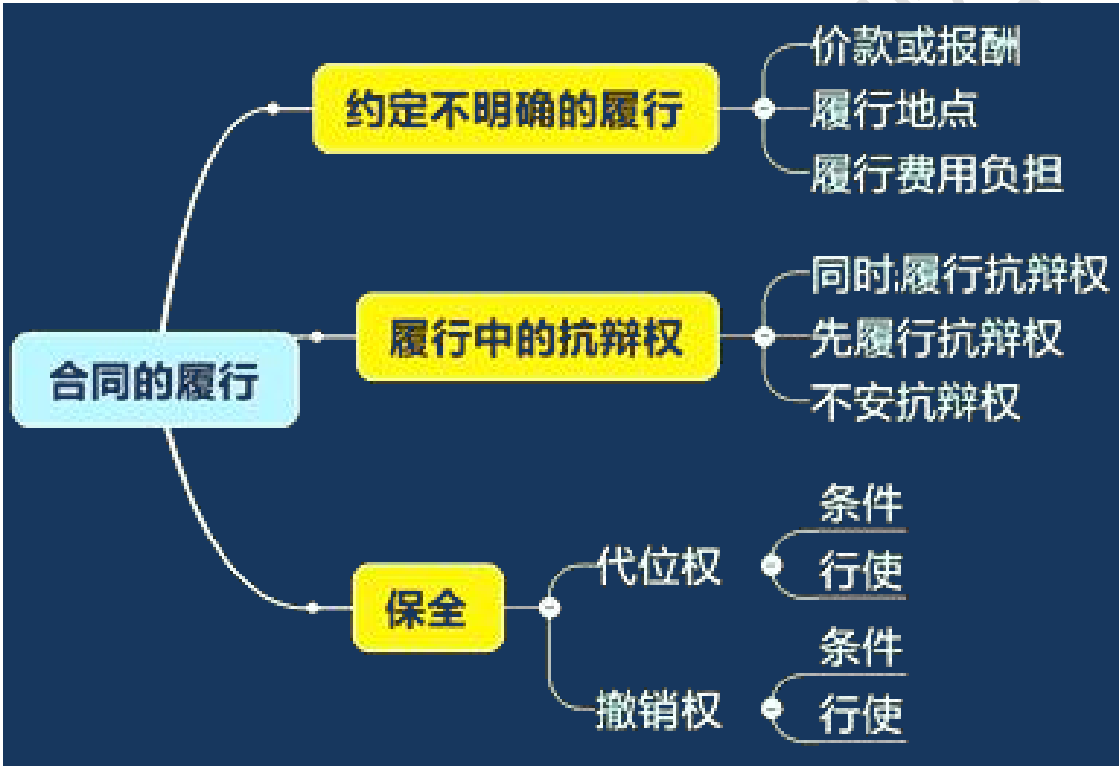 合同的履行
约定不明确的履行
价款或报酬
履行地点
履行费用负担
履行中的抗辩权
同时;履行抗辩权
先履行抗辩权
不安抗辩权
保全
代位权
条件
行使
撤销权
条件
行使